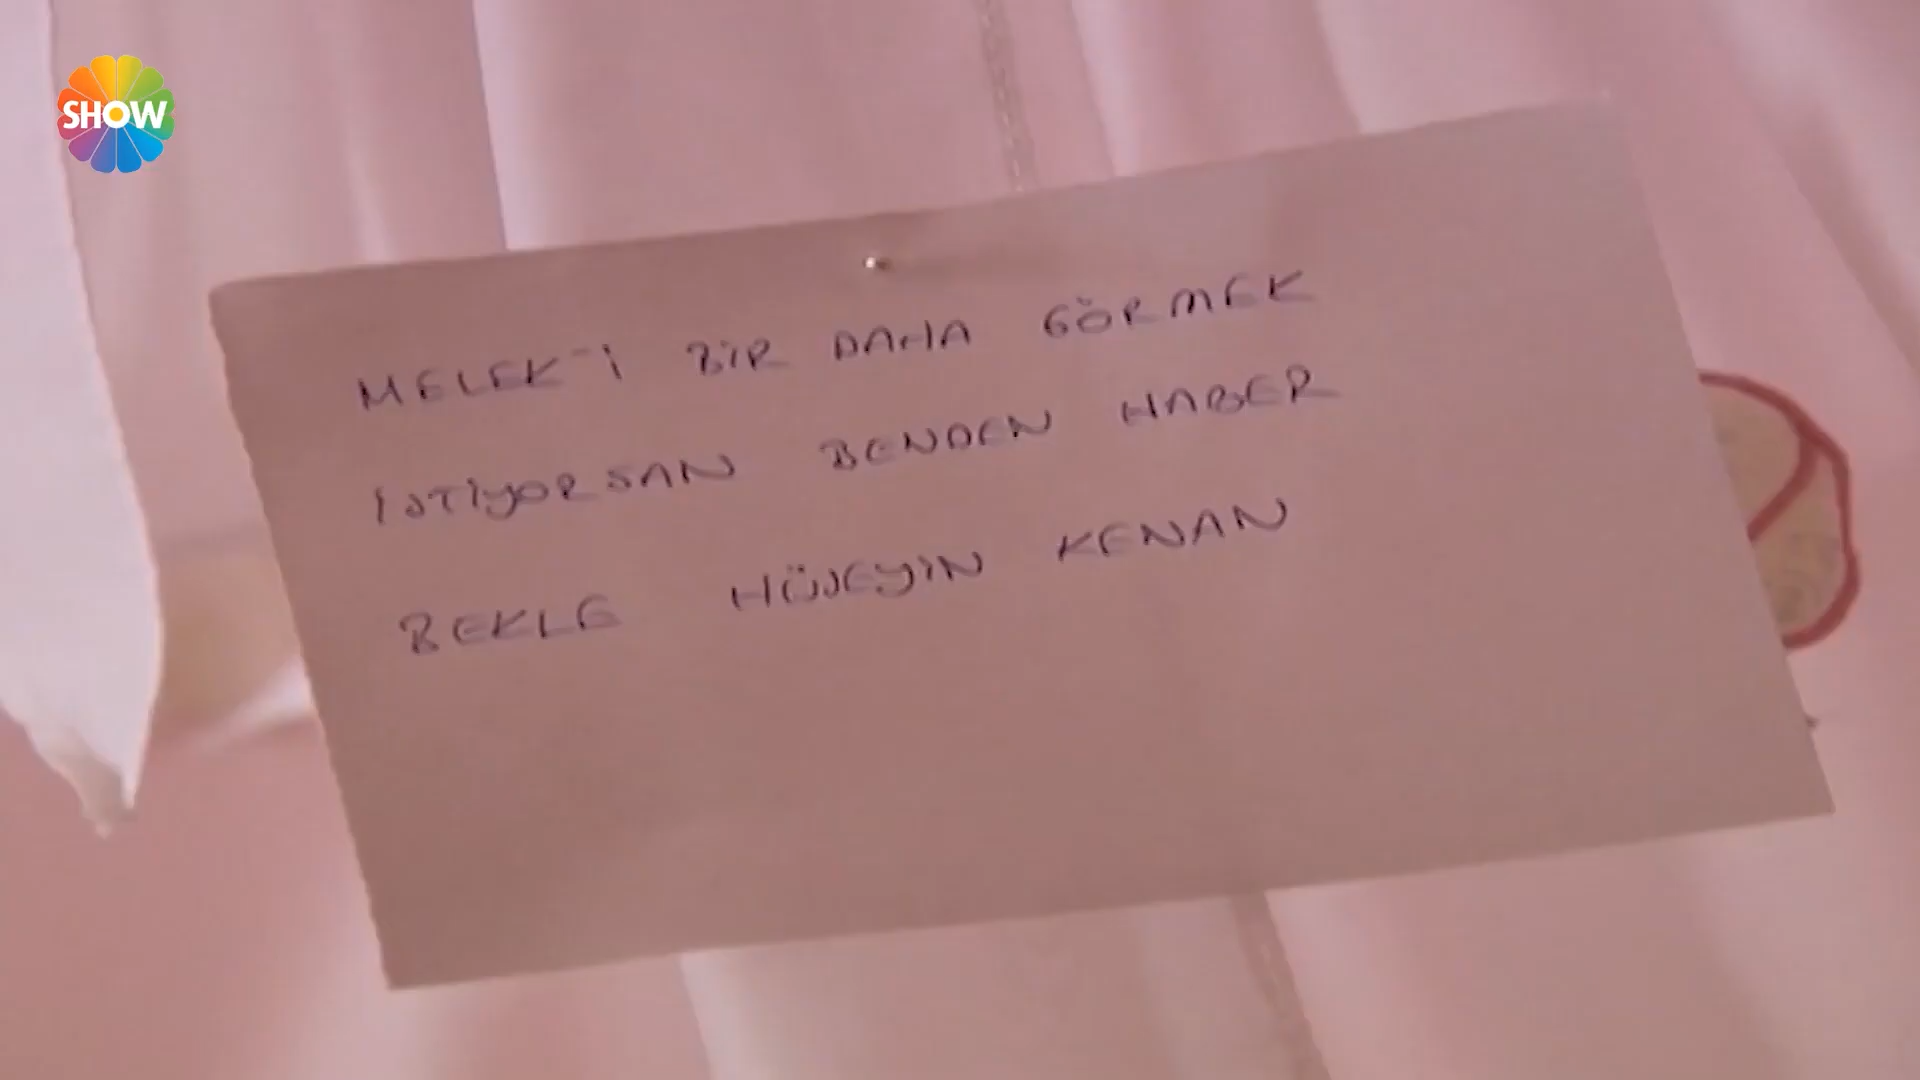 SHOW
MELEK'İ BİR DAHA GÖRMEK
İSTİYORSAN BENDEN HABER
BEKLE HÜSEYİN KENAN